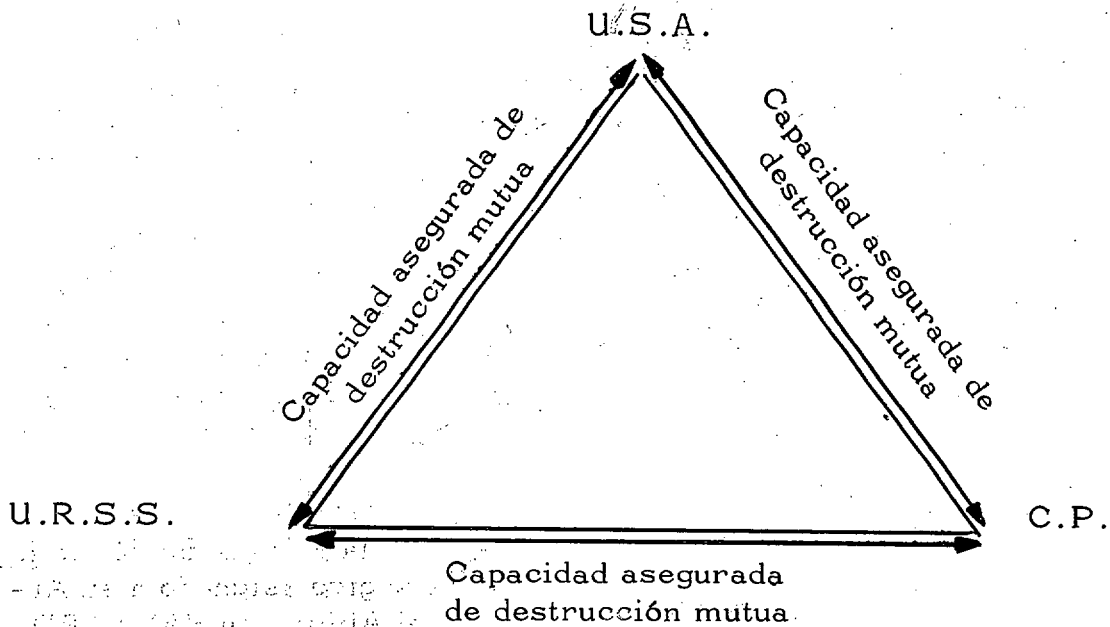 U.S.A.
Capacidad asegurada de
destrucción mutua
Capacidad asegurada de
destrucción mutua
U.R.S.S.
C.P.
Capacidad asegurada
de destrucción mutua